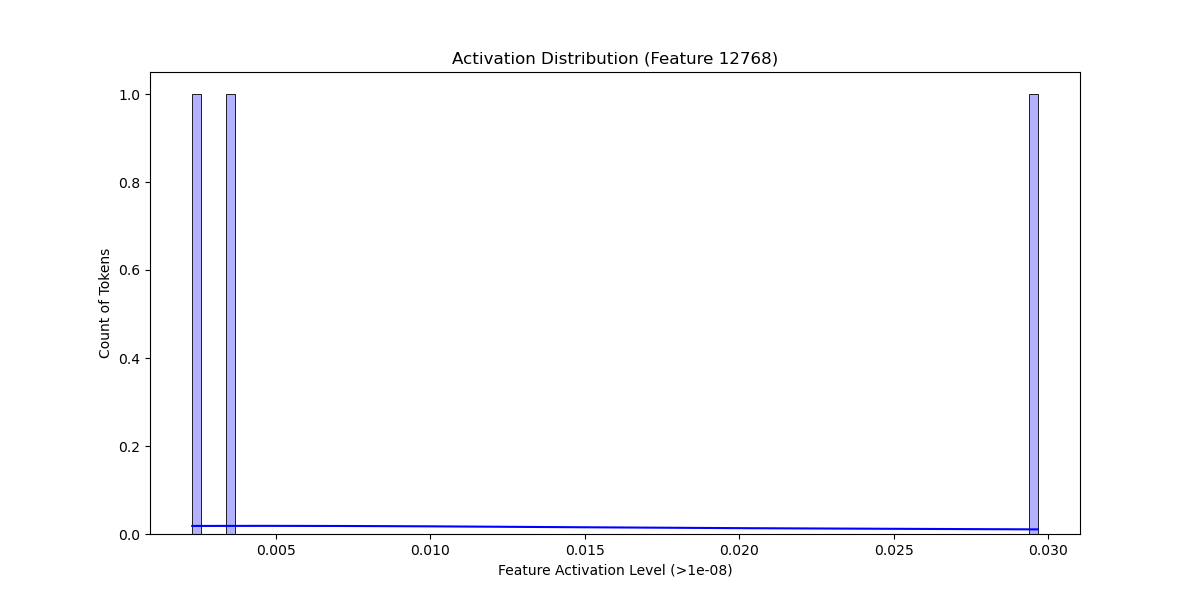 Activation Distribution (Feature 12768)
Count of Tokens
1.0
0.8
0.6
0.4
0.2
0.0
0.005 0.010 0.015 0.020 0.025 0.030
Feature Activation Level (>1e-08)